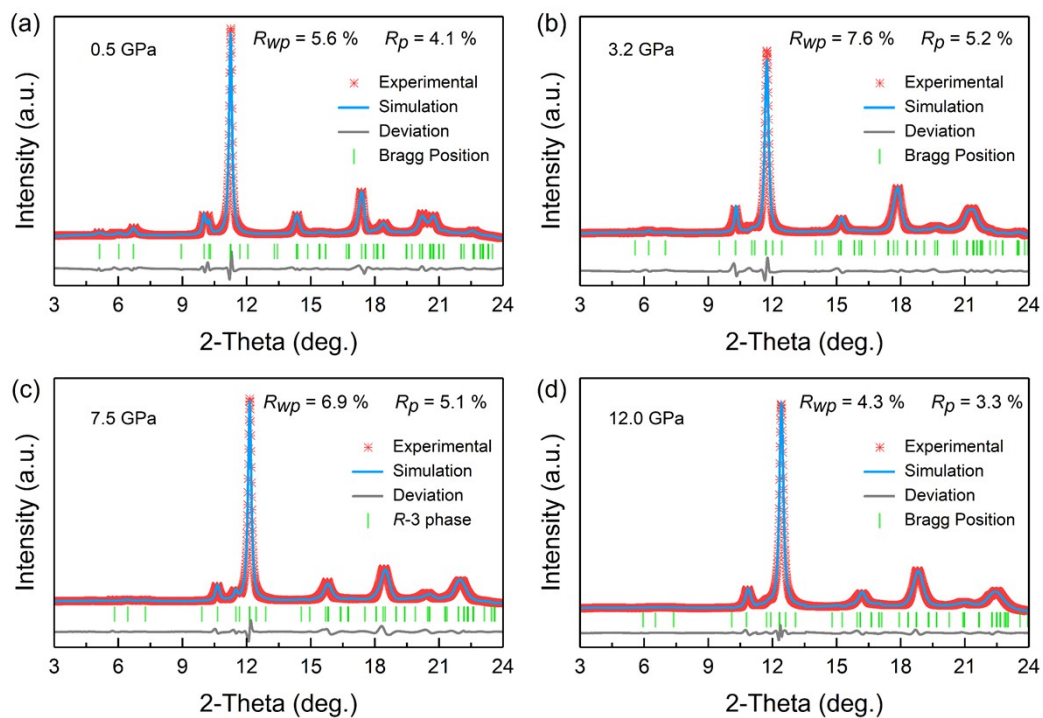 (a)
0.5 GPa
Rwp = 5.6 % Rp = 4.1 %
Experimental
Simulation
Deviation
Bragg Position
Intensity (a.u.)
3 6 9 12 15 18 21 24
2-Theta (deg.)
(b)
3.2 GPa
Rwp = 7.6 % Rp = 5.2 %
Experimental
Simulation
Deviation
Bragg Position
Intensity (a.u.)
3 6 9 12 15 18 21 24
2-Theta (deg.)
(c)
7.5 GPa
Rwp = 6.9 % Rp = 5.1 %
Experimental
Simulation
Deviation
R-3 phase
Intensity (a.u.)
3 6 9 12 15 18 21 24
2-Theta (deg.)
(d)
12.0 GPa
Rwp = 4.3 % Rp = 3.3 %
Experimental
Simulation
Deviation
Bragg Position
Intensity (a.u.)
3 6 9 12 15 18 21 24
2-Theta (deg.)